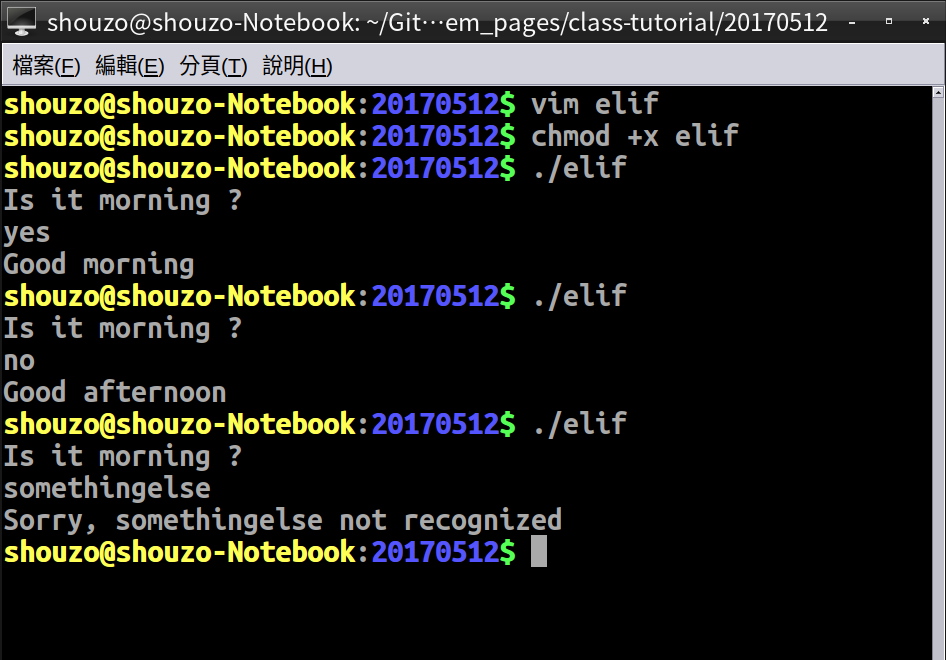 shouzo@shouzo-Notebook: ~/Git…em_pages/class-tutorial/20170512
檔案(F) 編輯(E) 分頁(T) 說明(H)
shouzo@shouzo-Notebook:20170512$ vim elif
shouzo@shouzo-Notebook:20170512$ chmod +x elif
shouzo@shouzo-Notebook:20170512$ ./elif
Is it morning ?
yes
Good morning
shouzo@shouzo-Notebook:20170512$ ./elif
Is it morning ?
no
Good afternoon
shouzo@shouzo-Notebook:20170512$ ./elif
Is it morning ?
somethingelse
Sorry, somethingelse not recognized
shouzo@shouzo-Notebook:20170512$